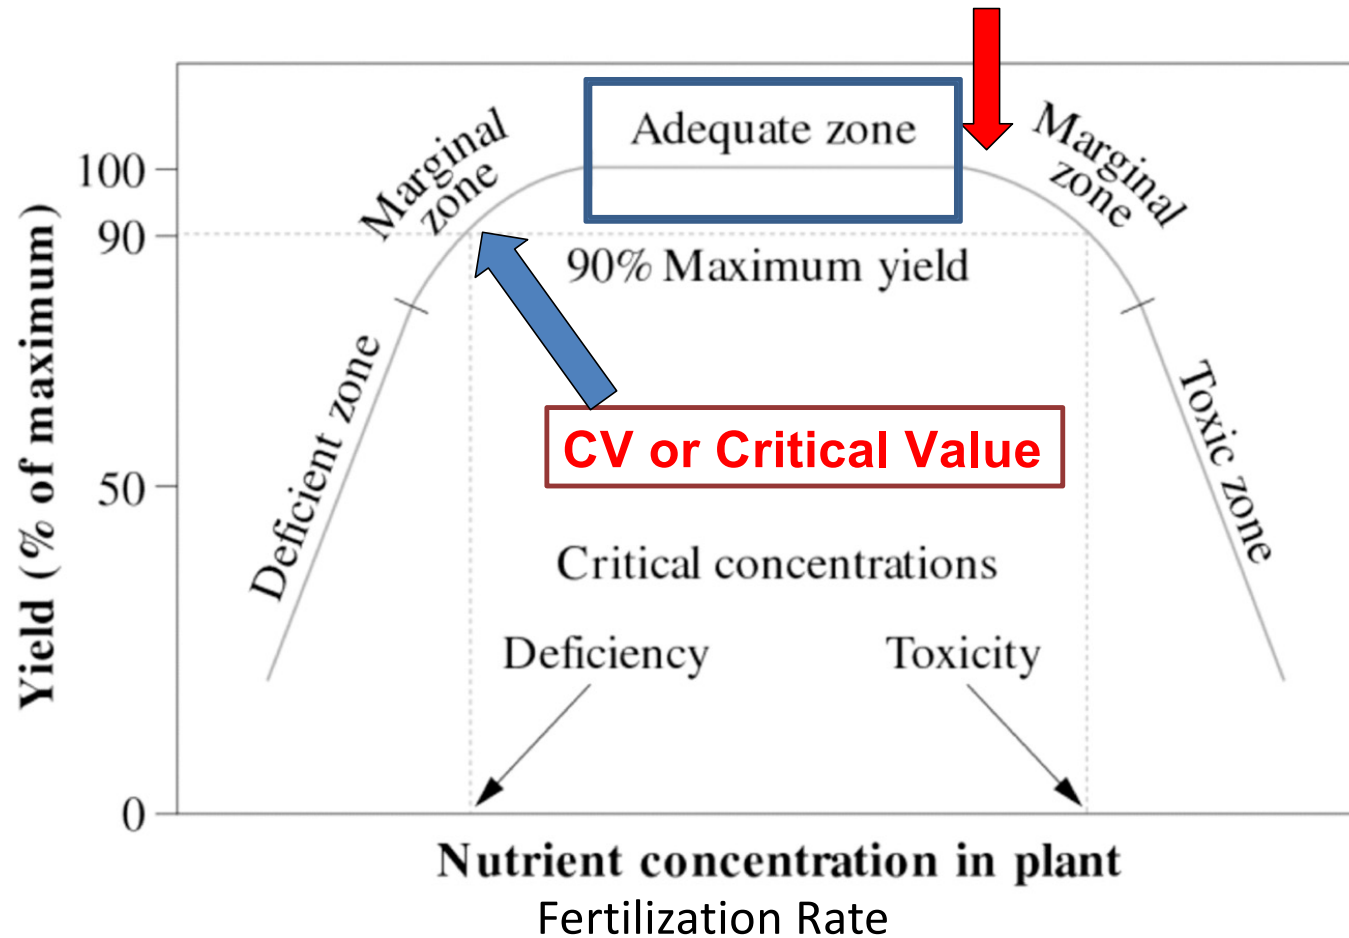 Adequate zone
Marginal
zone
Marginal
zone
100
90
90% Maximum yield
Yield (% of maximum)
Deficient zone
Toxic zone
CV or Critical Value
50
Critical concentrations
Deficiency
Toxicity
0
Nutrient concentration in plant
Fertilization Rate